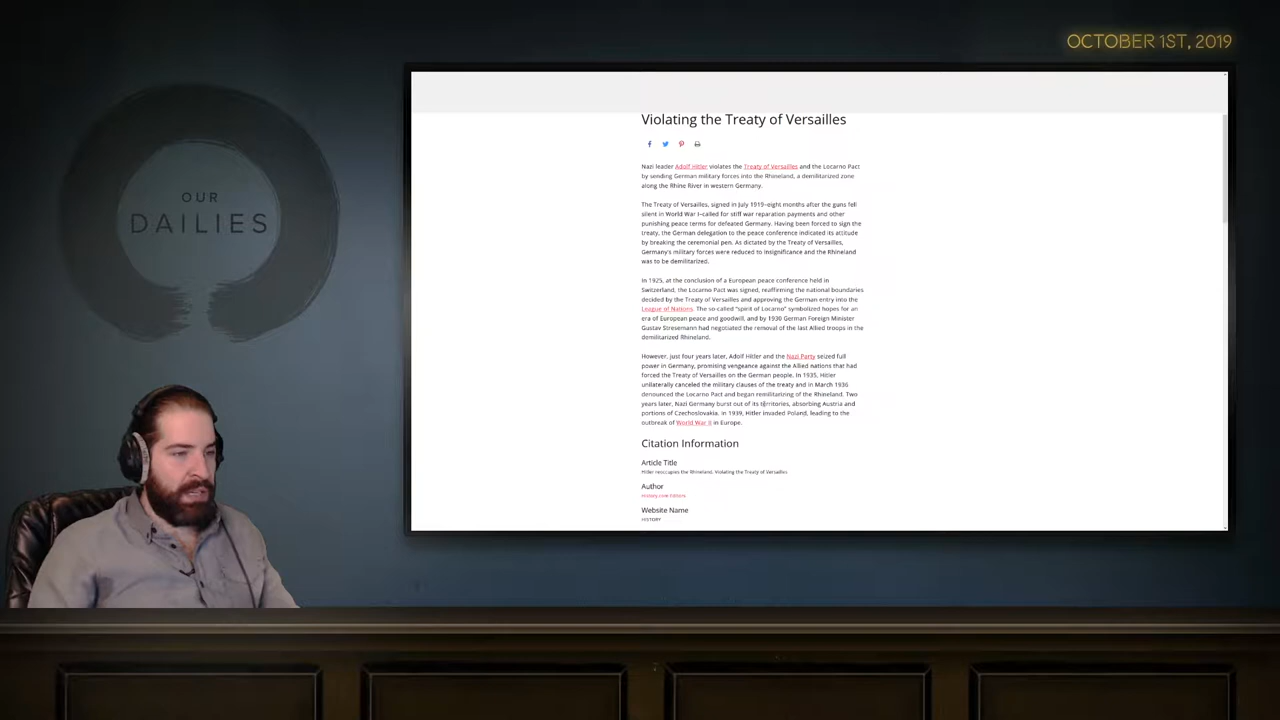 OCTOBER 1ST, 2019
OUR
DAILIES
Violating the Treaty of Versailles
Nazi leader Adolf Hitler violates the Treaty of Versailles and the Locarno Pact
by sending German military forces into the Rhineland, a demilitarized zone
along the Rhine River in western Germany.
The Treaty of Versailles, signed in July 1919–eight months after the guns fell
silent in World War I–called for stiff war reparation payments and other
punishing peace terms for defeated Germany. Having been forced to sign the
treaty, the German delegation to the peace conference indicated its attitude
by breaking the ceremonial pen. As dictated by the Treaty of Versailles,
Germany's military forces were reduced to insignificance and the Rhineland
was to be demilitarized.
In 1925, at the conclusion of a European peace conference held in
Switzerland, the Locarno Pact was signed, reaffirming the national boundaries
decided by the Treaty of Versailles and approving the German entry into the
League of Nations. The so-called "spirit of Locarno" symbolized hopes for an
era of European peace and goodwill, and by 1930 German Foreign Minister
Gustav Stresemann had negotiated the removal of the last Allied troops in the
demilitarized Rhineland.
However, just four years later, Adolf Hitler and the Nazi Party seized full
power in Germany, promising vengeance against the Allied nations that had
forced the Treaty of Versailles on the German people. In 1935, Hitler
unilaterally canceled the military clauses of the treaty and in March 1936
denounced the Locarno Pact and began remilitarizing of the Rhineland. Two
years later, Nazi Germany burst out of its territories, absorbing Austria and
portions of Czechoslovakia. In 1939, Hitler invaded Poland, leading to the
outbreak of World War II in Europe.
Citation Information
Article Title
Hitler reoccupies the Rhineland, Violating the Treaty of Versailles
Author
History.com Editors
Website Name
HISTORY